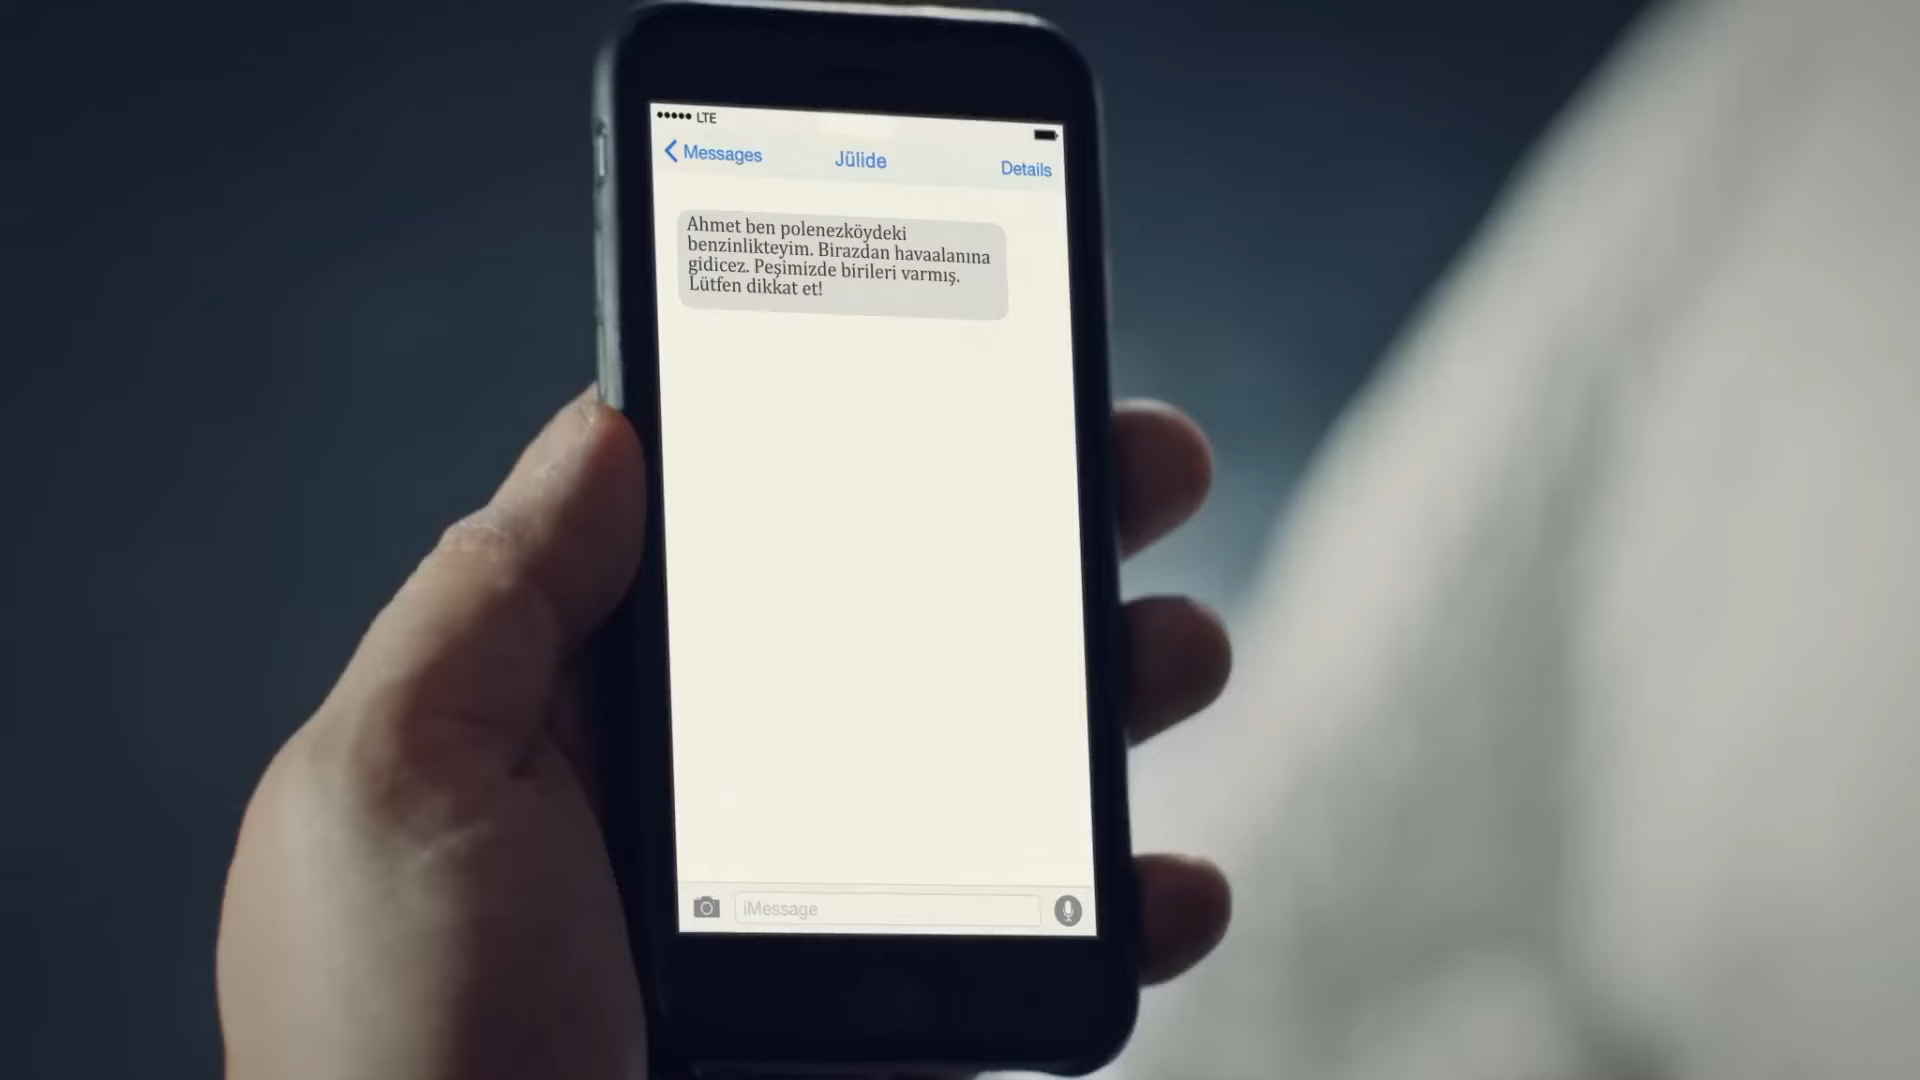 LTE
Messages Jülide Details
Ahmet ben polenezköydeki
benzinlikteyim. Birazdan havaalanına
gidicez. Peşimizde birileri varmış.
Lütfen dikkat et!
iMessage